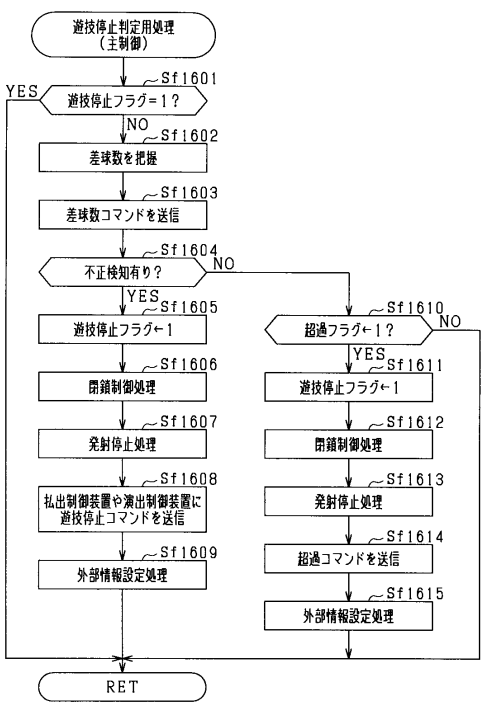 遊技停止判定用処理
(主制御)
Sf1601
YES
遊技停止フラグ=1?
NO
Sf1602
差球数を把握
Sf1603
差球数コマンドを送信
Sf1604
不正検知有り?
NO
YES
Sf1605
遊技停止フラグ←1
Sf1606
閉鎖制御処理
Sf1607
発射停止処理
Sf1608
払出制御装置や演出制御装置に
遊技停止コマンドを送信
Sf1609
外部情報設定処理
Sf1610
超過フラグ←1?
NO
YES
Sf1611
遊技停止フラグ←1
Sf1612
閉鎖制御処理
Sf1613
発射停止処理
Sf1614
超過コマンドを送信
Sf1615
外部情報設定処理
RET